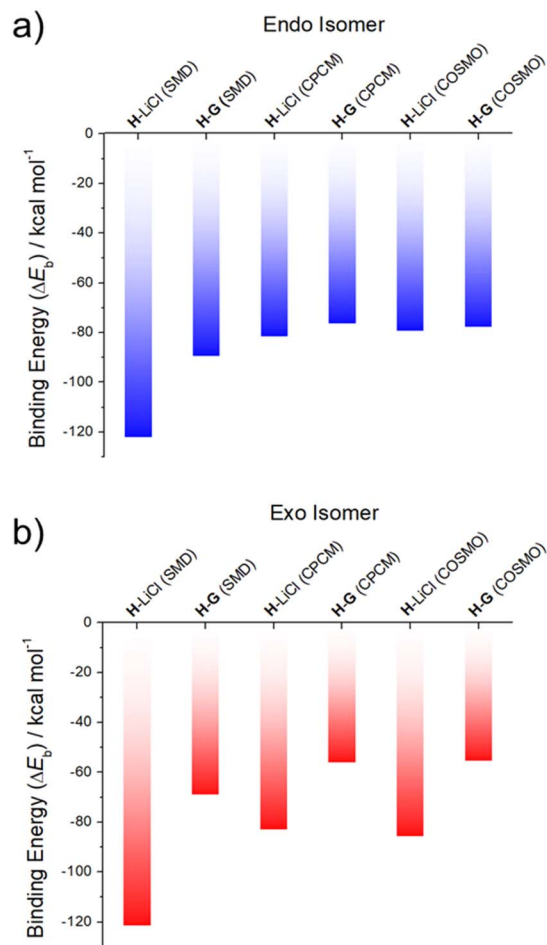 a)
Endo Isomer
H-LiCl (SMD)
H-G (SMD)
H-LiCl (CPCM)
H-G (CPCM)
H-LiCl (COSMO)
H-G (COSMO)
Binding Energy (ΔEb) / kcal mol⁻¹
0
-20
-40
-60
-80
-100
-120
b)
Exo Isomer
H-LiCl (SMD)
H-G (SMD)
H-LiCl (CPCM)
H-G (CPCM)
H-LiCl (COSMO)
H-G (COSMO)
Binding Energy (ΔEb) / kcal mol⁻¹
0
-20
-40
-60
-80
-100
-120